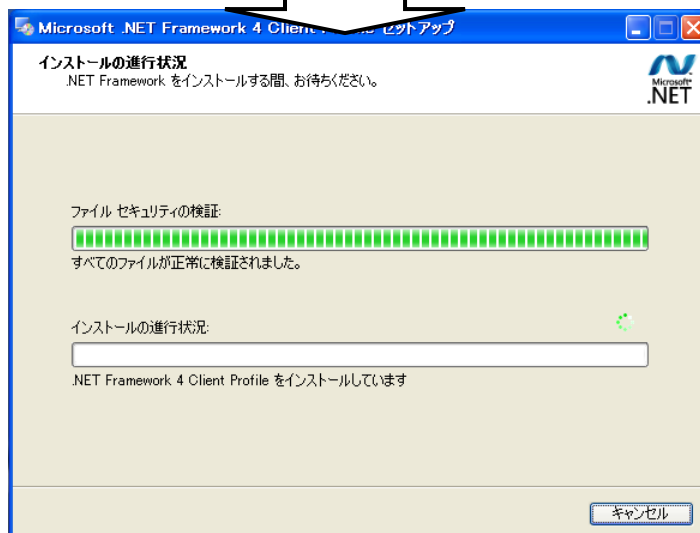 Microsoft .NET Framework 4 Client Profile セットアップ
インストールの進行状況
.NET Framework をインストールする間、お待ちください。
Microsoft
.NET
ファイル セキュリティの検証:
すべてのファイルが正常に検証されました。
インストールの進行状況:
.NET Framework 4 Client Profile をインストールしています
キャンセル